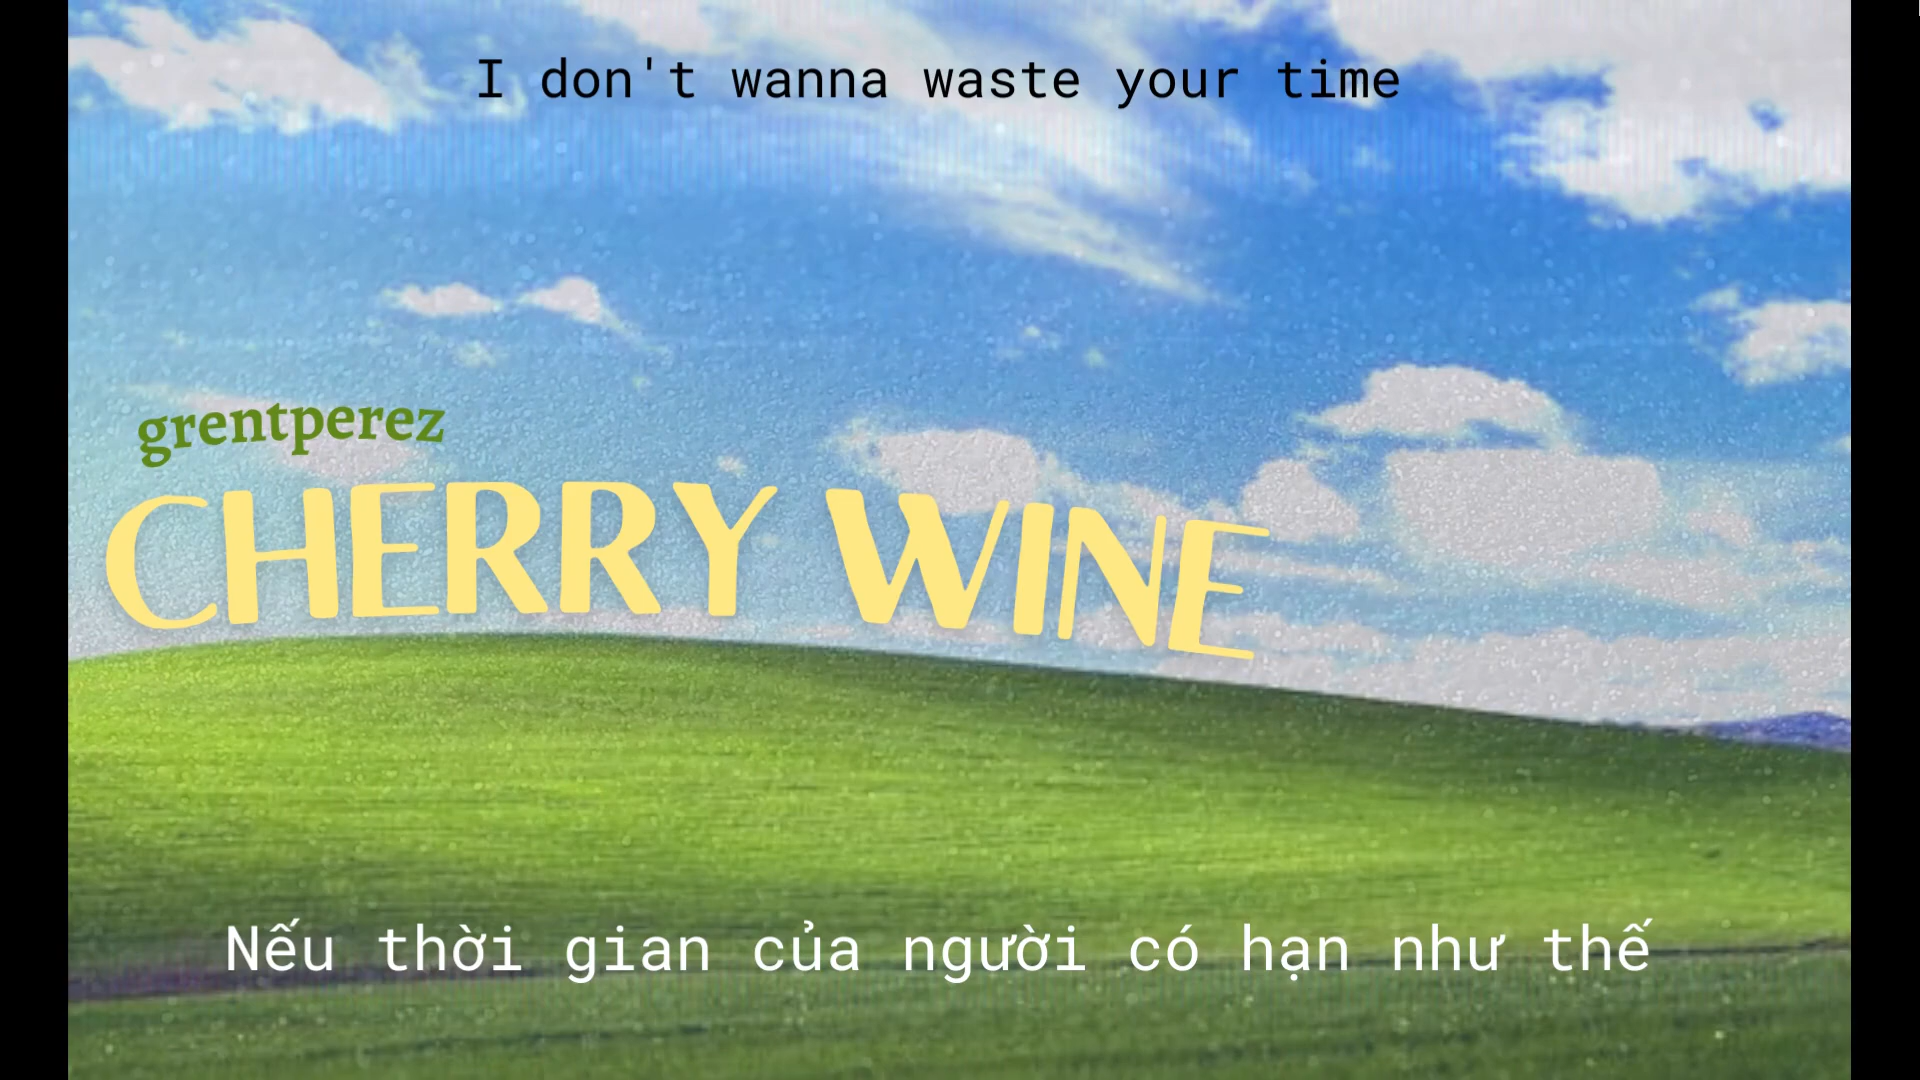 I don't wanna waste your time
grentperez
CHERRY WINE
Nếu thời gian của người có hạn như thế